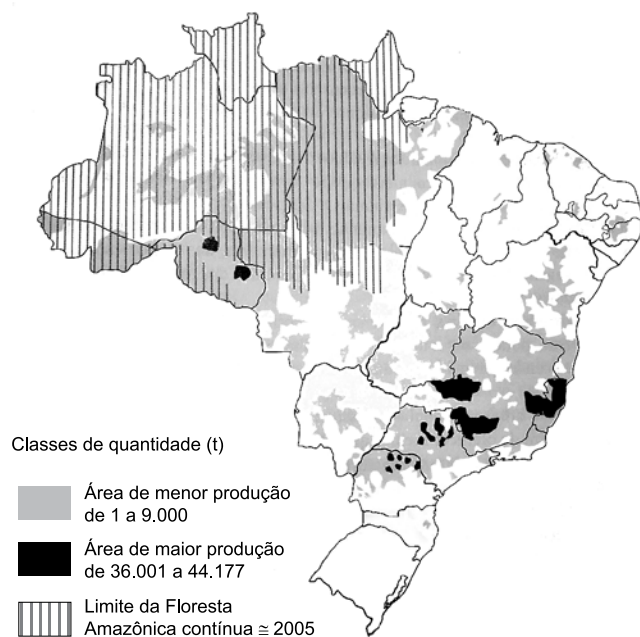 Classes de quantidade (t)
Área de menor produção
de 1 a 9.000
Área de maior produção
de 36.001 a 44.177
Limite da Floresta
Amazônica contínua ≅ 2005